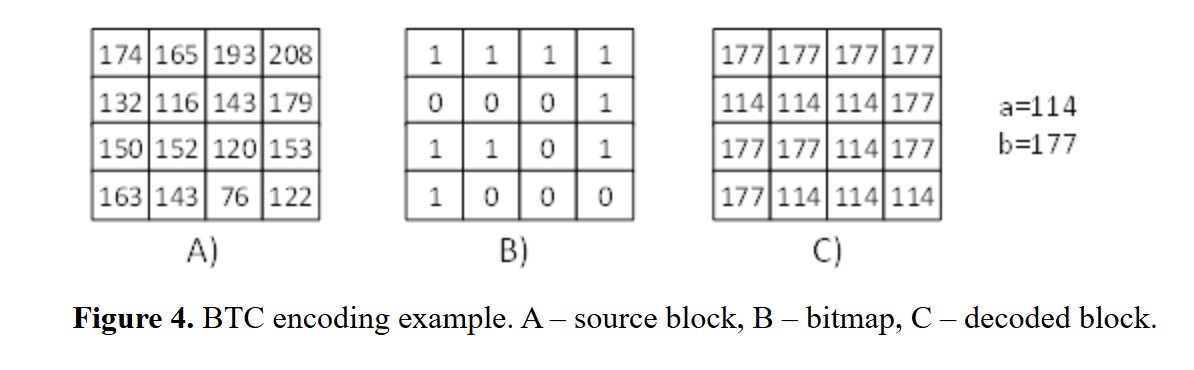 174 165 193 208 1 1 1 1 177 177 177 177
132 116 143 179 0 0 0 1 114 114 114 177 a=114
150 152 120 153 1 1 0 1 177 177 114 177 b=177
163 143 76 122 1 0 0 0 177 114 114 114
A) B) C)
Figure 4. BTC encoding example. A – source block, B – bitmap, C – decoded block.